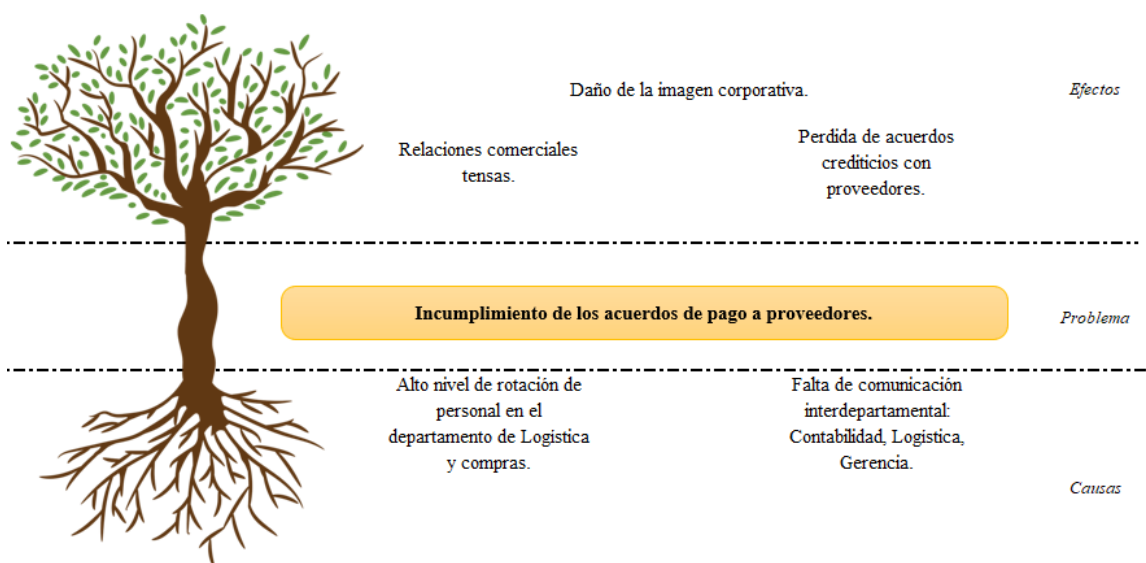 Daño de la imagen corporativa.
Efectos
Relaciones comerciales
tensas.
Perdida de acuerdos
crediticios con
proveedores.
Incumplimiento de los acuerdos de pago a proveedores.
Problema
Alto nivel de rotación de
personal en el
departamento de Logistica
y compras.
Falta de comunicación
interdepartamental:
Contabilidad, Logistica,
Gerencia.
Causas